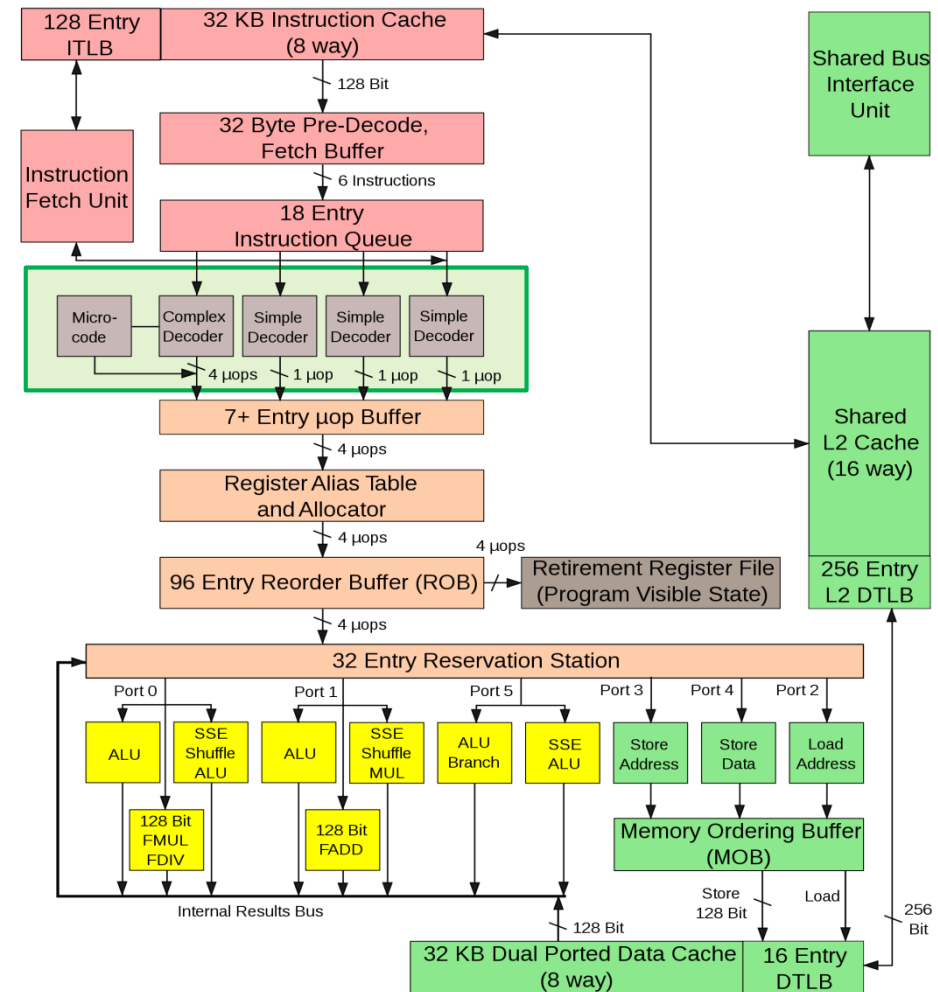 128 Entry
ITLB
32 KB Instruction Cache
(8 way)
Shared Bus
Interface
Unit
128 Bit
32 Byte Pre-Decode,
Fetch Buffer
Instruction
Fetch Unit
6 Instructions
18 Entry
Instruction Queue
Micro-
code
Complex
Decoder
Simple
Decoder
Simple
Decoder
Simple
Decoder
4 µops
1 µop
1 µop
1 µop
7+ Entry µop Buffer
Shared
L2 Cache
(16 way)
4 µops
Register Alias Table
and Allocator
4 µops
4 µops
96 Entry Reorder Buffer (ROB)
Retirement Register File
(Program Visible State)
256 Entry
L2 DTLB
4 µops
32 Entry Reservation Station
Port 0
Port 1
Port 5
Port 3
Port 4
Port 2
ALU
SSE
Shuffle
ALU
ALU
SSE
Shuffle
MUL
ALU
Branch
SSE
ALU
Store
Address
Store
Data
Load
Address
128 Bit
FMUL
FDIV
128 Bit
FADD
Memory Ordering Buffer
(MOB)
Internal Results Bus
Store
128 Bit
Load
128 Bit
256
Bit
32 KB Dual Ported Data Cache
(8 way)
16 Entry
DTLB